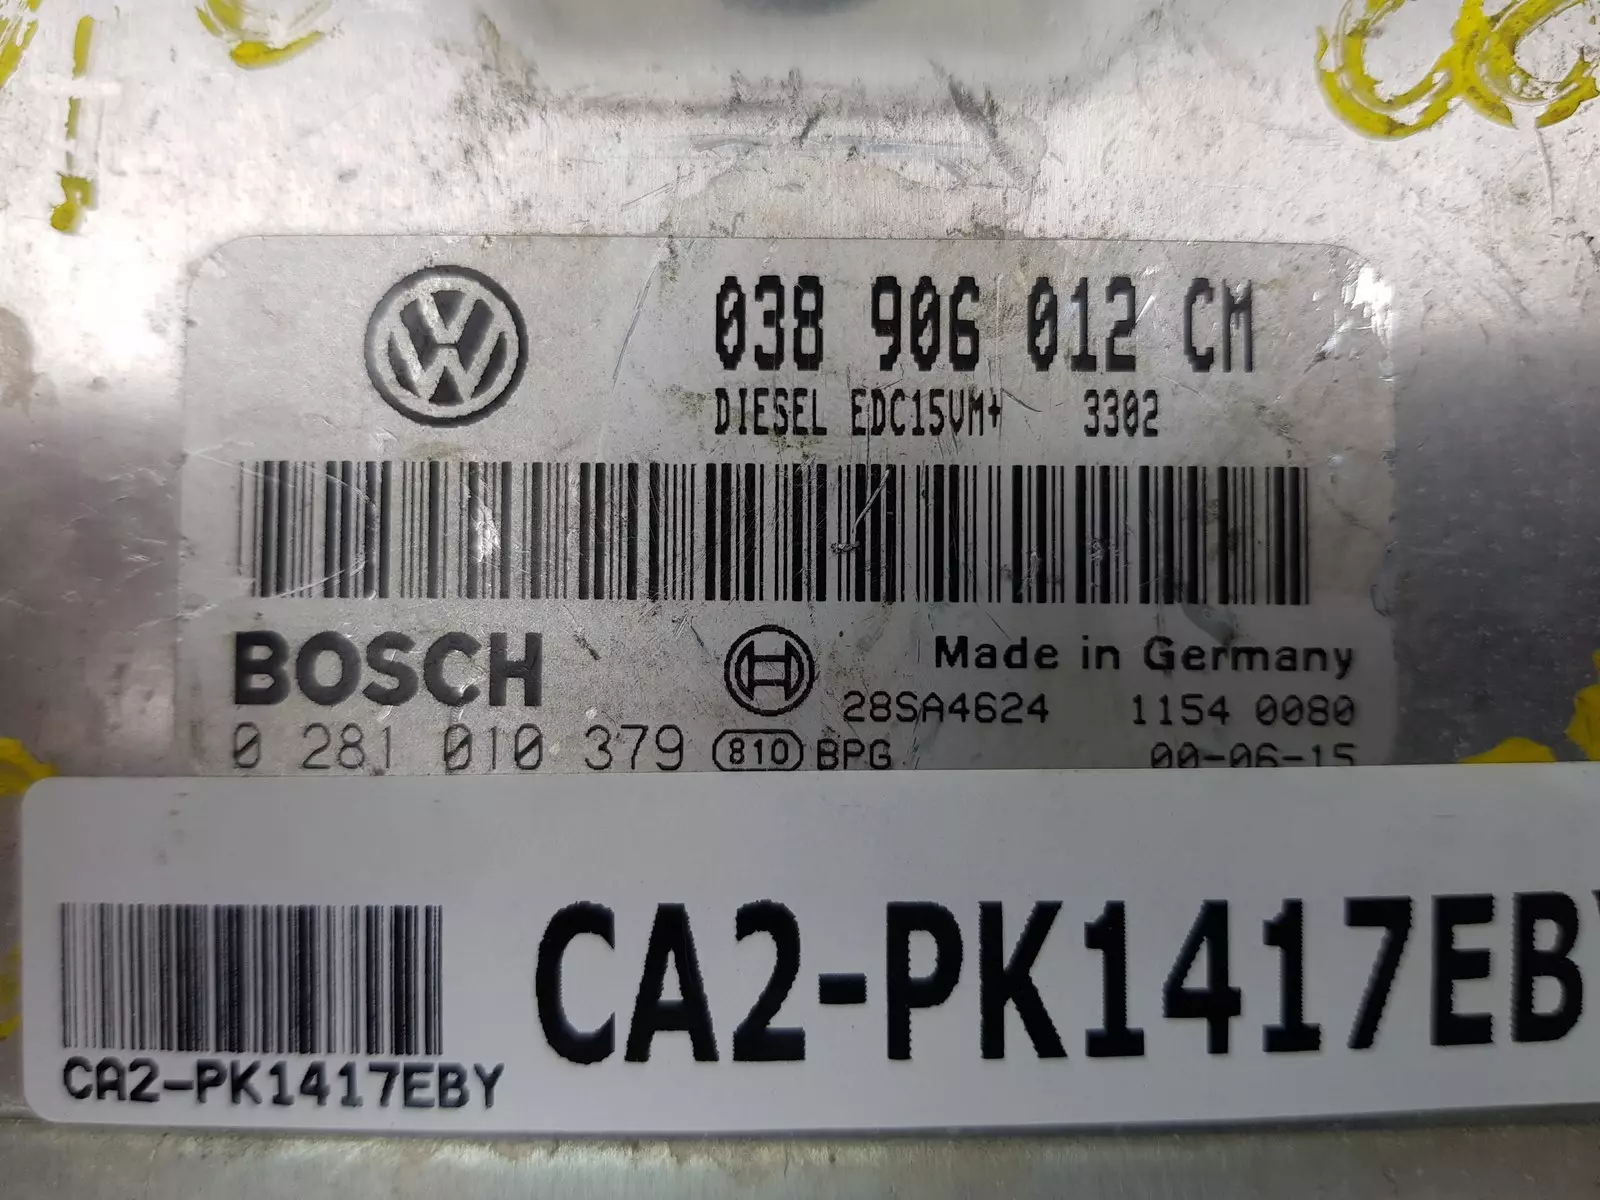 038 906 012 CM
DIESEL EDC15VM+ 3302
BOSCH
Made in Germany
28SA4624 1154 0080
0 281 010 379 810 BPG 00-06-15
CA2-PK1417EBY
CA2-PK1417EBY